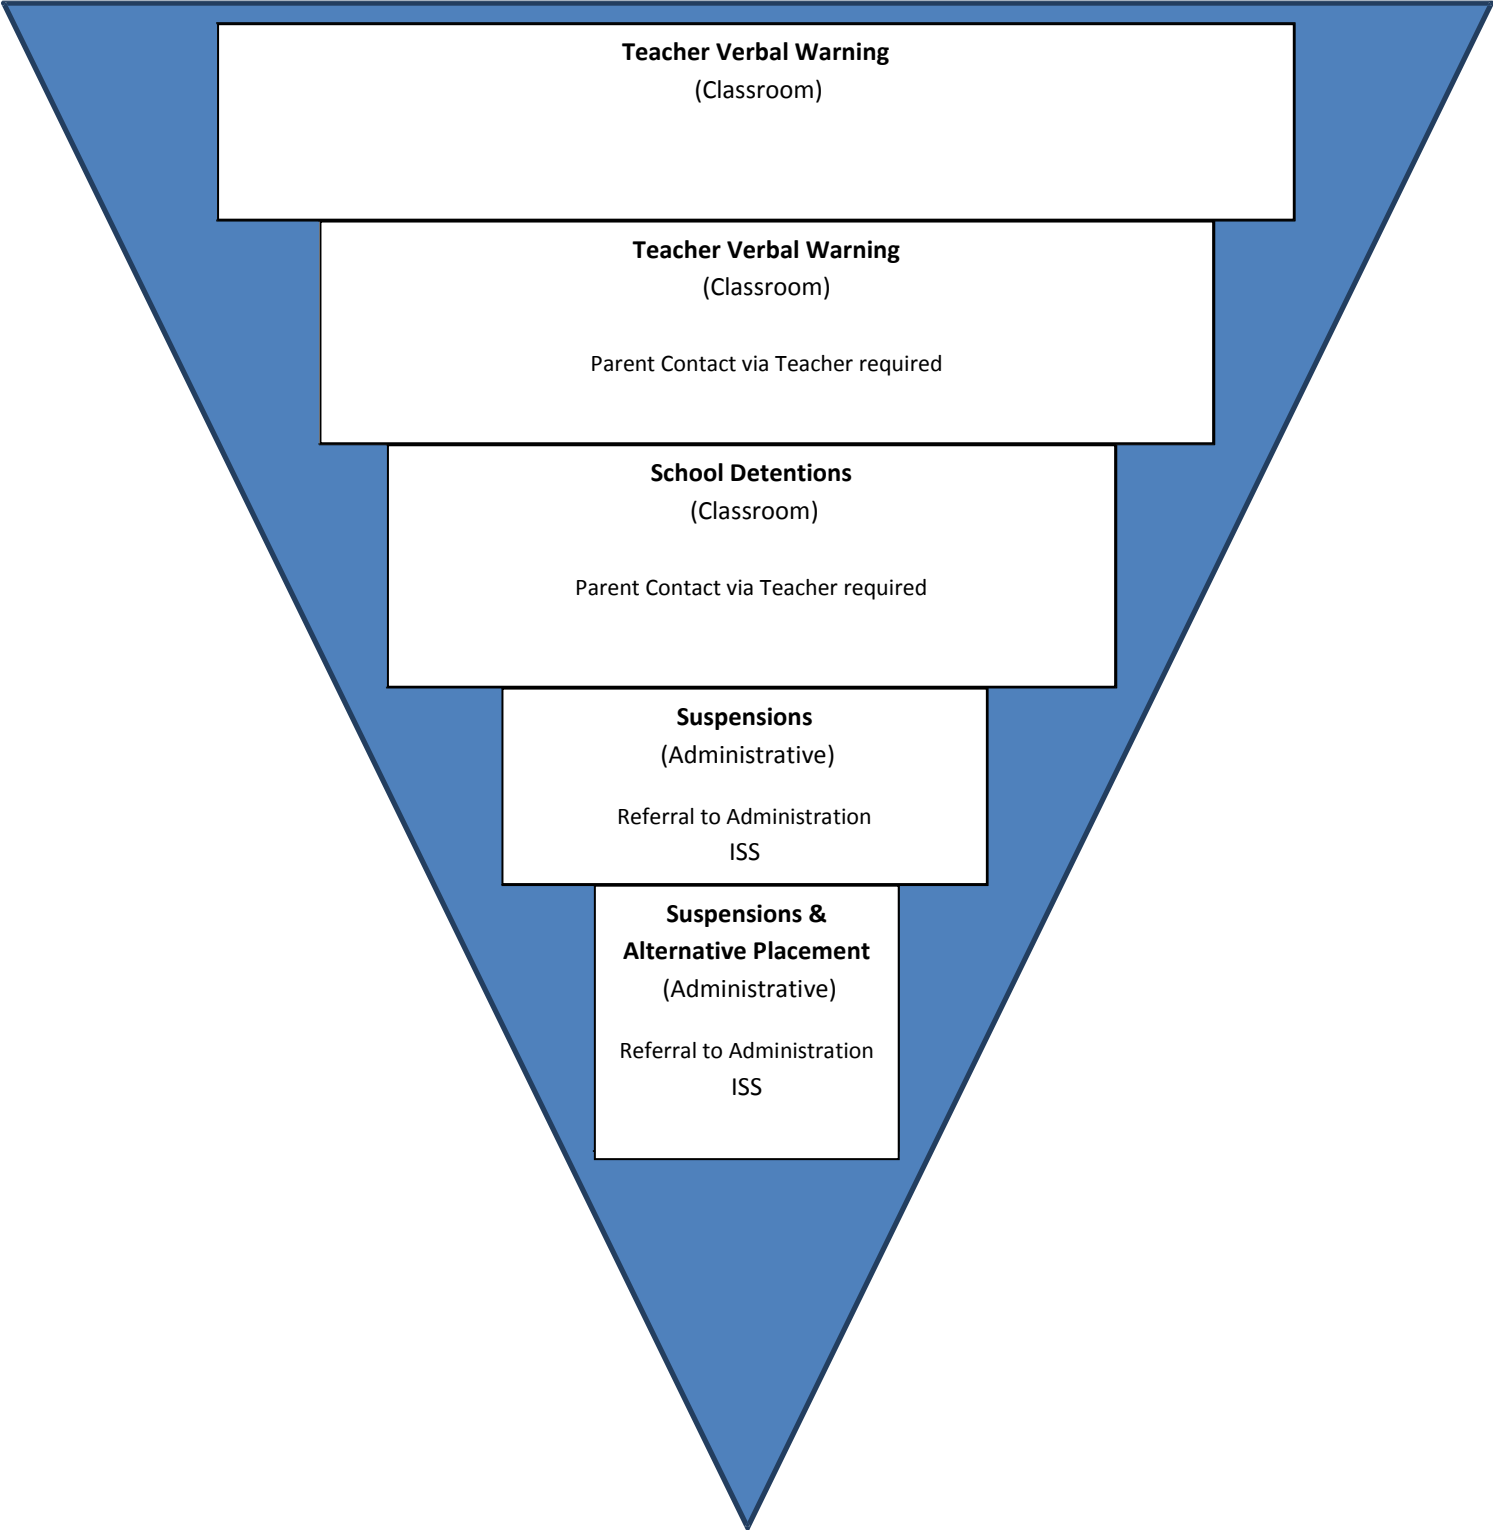 Teacher Verbal Warning
(Classroom)
Teacher Verbal Warning
(Classroom)
Parent Contact via Teacher required
School Detentions
(Classroom)
Parent Contact via Teacher required
Suspensions
(Administrative)
Referral to Administration
ISS
Suspensions &
Alternative Placement
(Administrative)
Referral to Administration
ISS